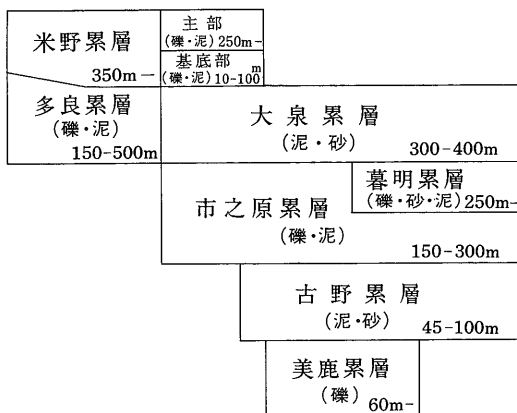 米野累層
350m－
主部
(礫・泥)250m－
基底部
(礫・泥)10-100m
多良累層
(礫・泥)
150-500m
大泉累層
(泥・砂)
300-400m
暮明累層
(礫・砂・泥)250m－
市之原累層
(礫・泥)
150-300m
古野累層
(泥・砂)
45-100m
美鹿累層
(礫)
60m－